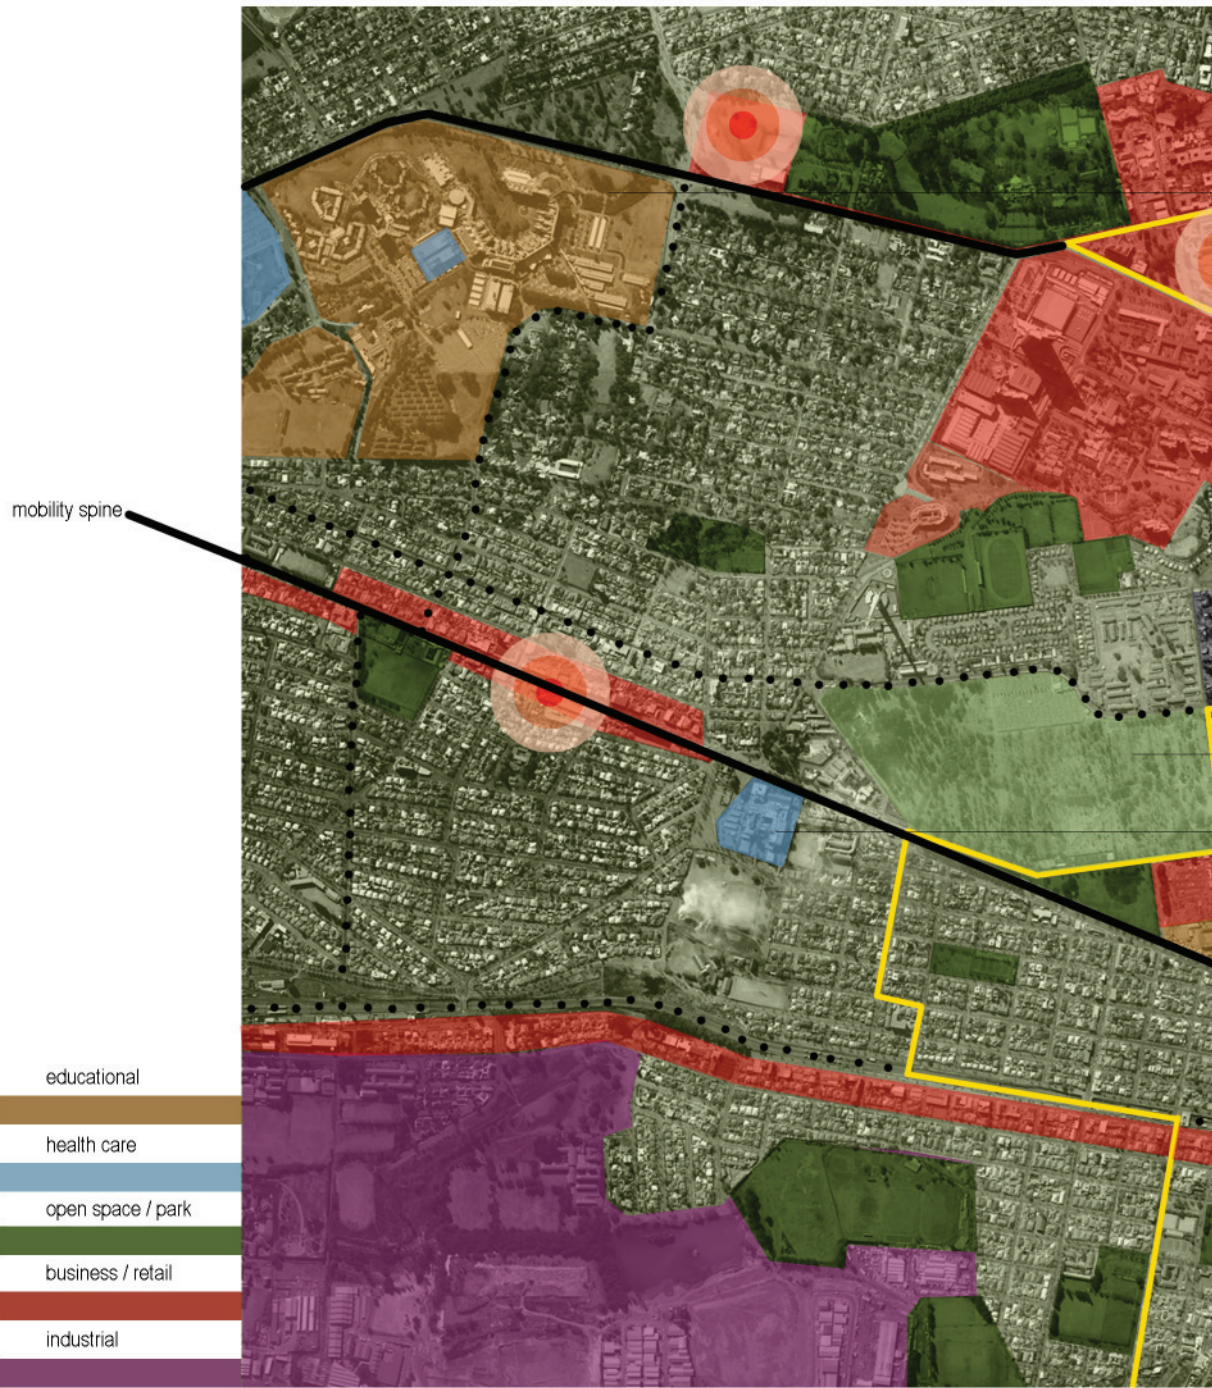 mobility spine
educational
health care
open space / park
business / retail
industrial